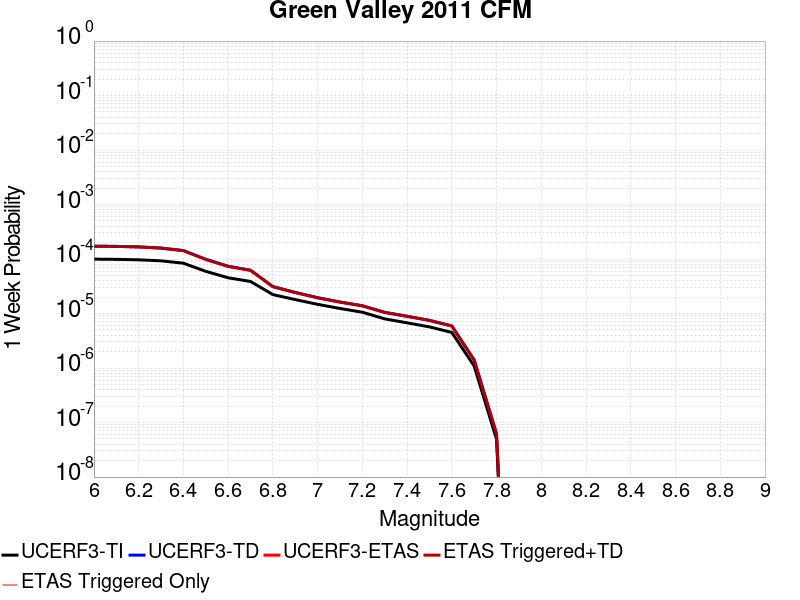 Green Valley 2011 CFM
10^0
10^-1
10^-2
10^-3
10^-4
10^-5
10^-6
10^-7
10^-8
1 Week Probability
6 6.2 6.4 6.6 6.8 7 7.2 7.4 7.6 7.8 8 8.2 8.4 8.6 8.8 9
Magnitude
UCERF3-TI UCERF3-TD UCERF3-ETAS ETAS Triggered+TD
ETAS Triggered Only